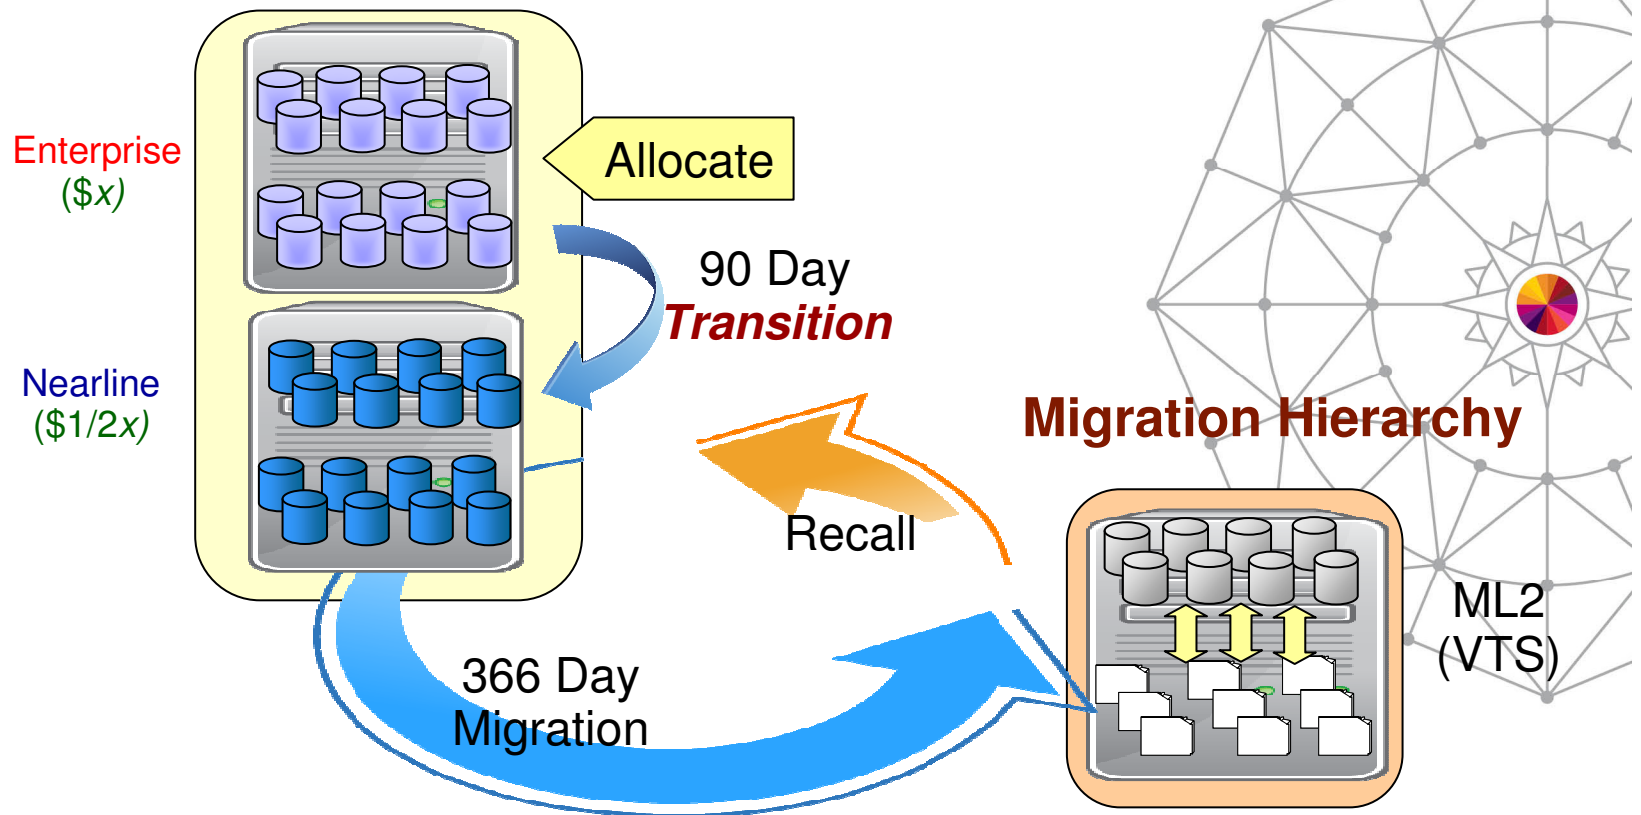 Enterprise
($x)
Allocate
90 Day
Transition
Nearline
($1/2x)
Migration Hierarchy
Recall
ML2
(VTS)
366 Day
Migration